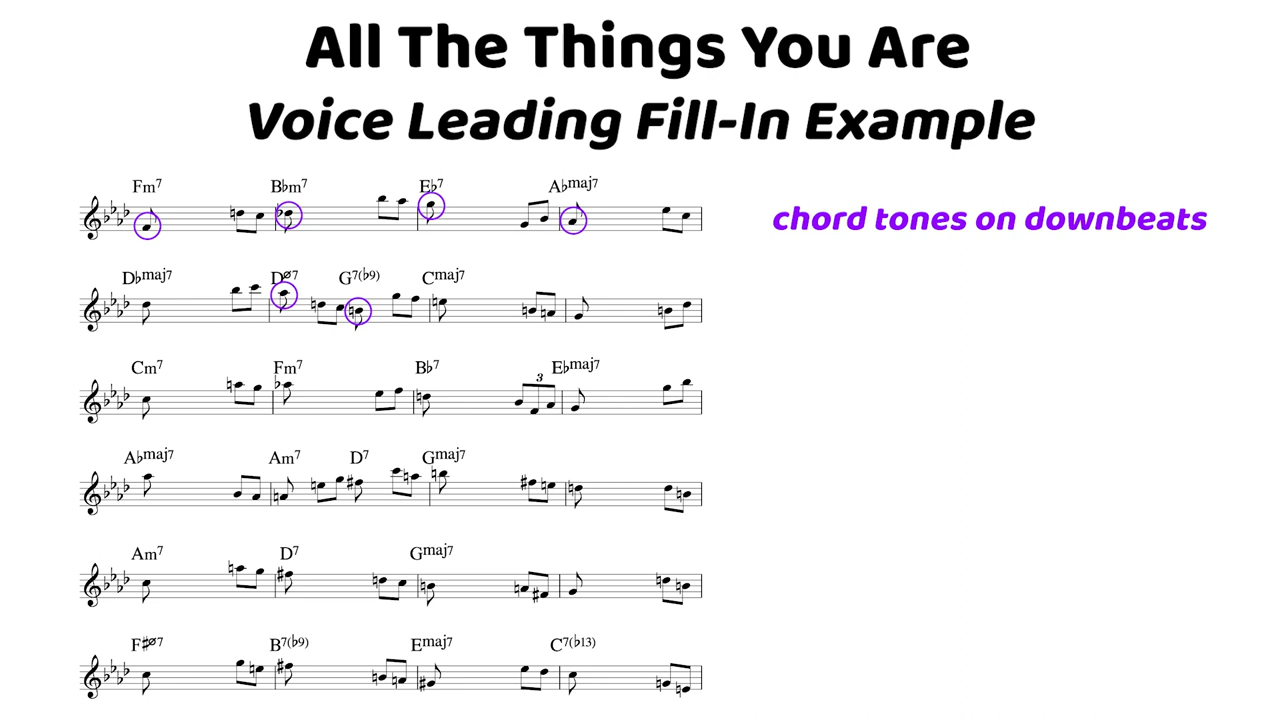 All The Things You Are
Voice Leading Fill-In Example
Fm7 B♭m7 E♭7 A♭maj7
chord tones on downbeats
D♭maj7 Dø7 G7(♭9) Cmaj7
Cm7 Fm7 B♭7 E♭maj7
3
A♭maj7 Am7 D7 Gmaj7
Am7 D7 Gmaj7
F♯ø7 B7(♭9) Emaj7 C7(♭13)